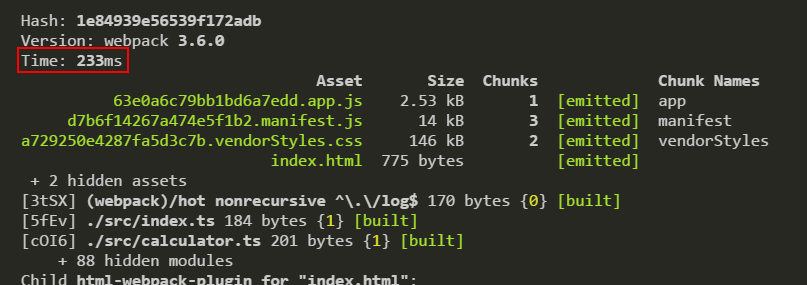 Hash: 1e84939e56539f172adb
Version: webpack 3.6.0
Time: 233ms
Asset Size Chunks Chunk Names
63e0a6c79bb1bd6a7edd.app.js 2.53 kB 1 [emitted] app
d7b6f14267a474e5f1b2.manifest.js 14 kB 3 [emitted] manifest
a729250e4287fa5d3c7b.vendorStyles.css 146 kB 2 [emitted] vendorStyles
index.html 775 bytes [emitted]
+ 2 hidden assets
[3tSX] (webpack)/hot nonrecursive ^\.\/log$ 170 bytes {0} [built]
[5fEv] ./src/index.ts 184 bytes {1} [built]
[cOI6] ./src/calculator.ts 201 bytes {1} [built]
+ 88 hidden modules
Child html-webpack-plugin for "index.html":